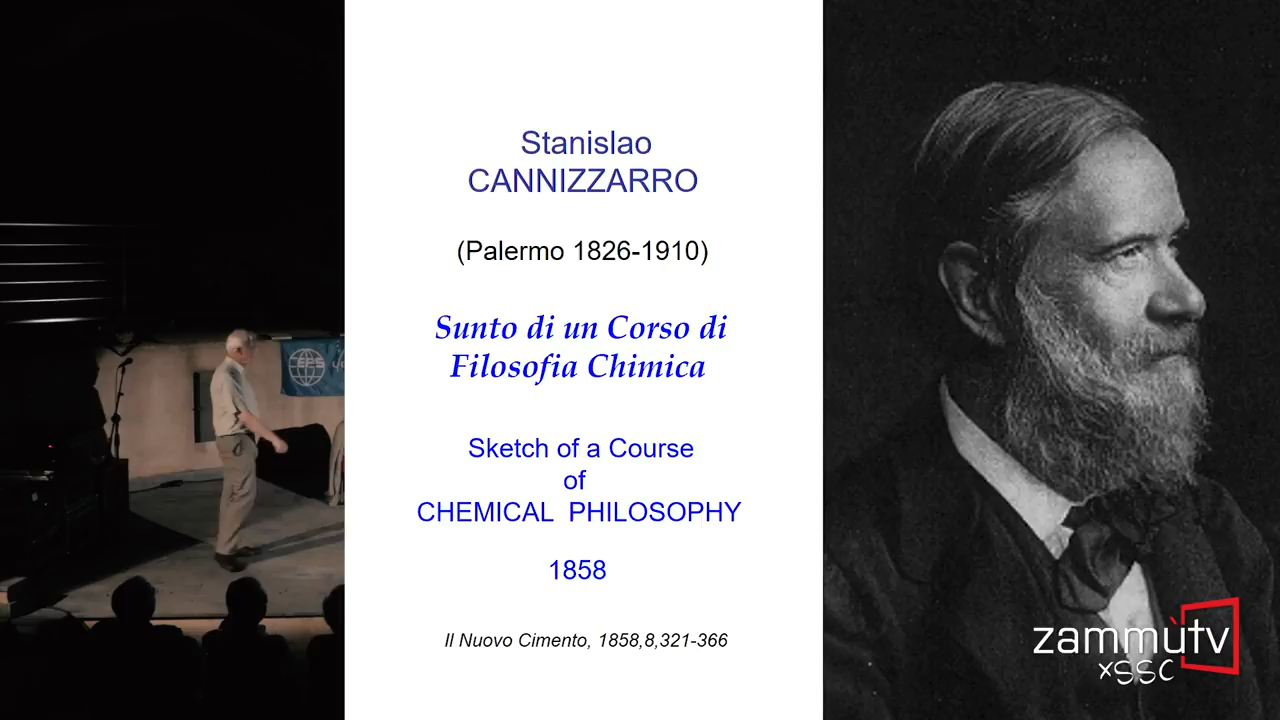 Stanislao
CANNIZZARRO
(Palermo 1826-1910)
Sunto di un Corso di
Filosofia Chimica
Sketch of a Course
of
CHEMICAL PHILOSOPHY
1858
Il Nuovo Cimento, 1858,8,321-366
EPS
zammùtv
xSSC